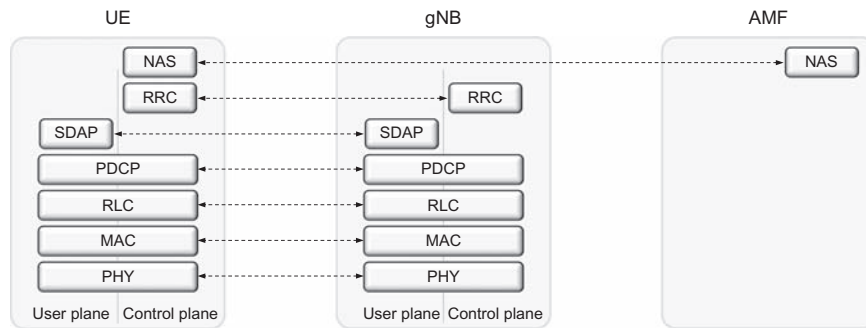 UE gNB AMF
NAS NAS
RRC RRC
SDAP SDAP
PDCP PDCP
RLC RLC
MAC MAC
PHY PHY
User plane Control plane User plane Control plane